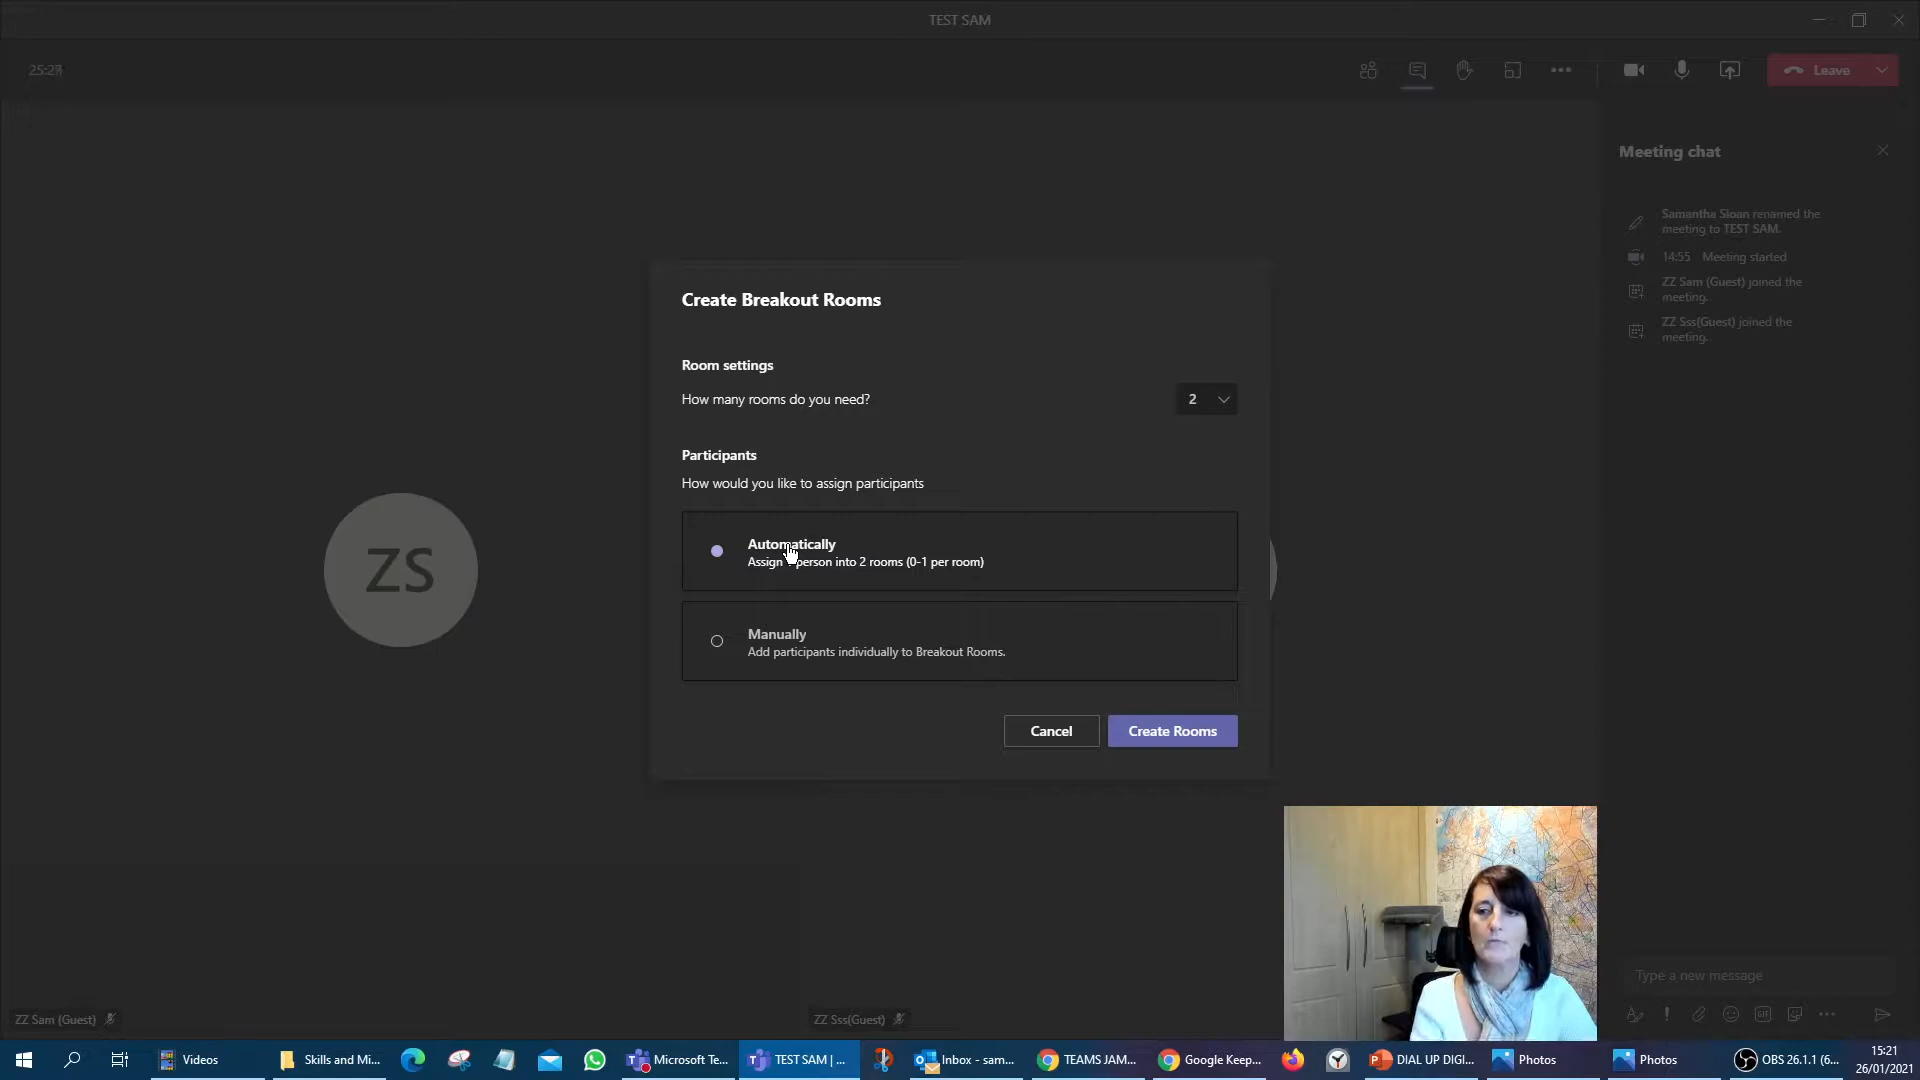 TEST SAM
Leave
Meeting chat
Samantha Sloan renamed the
meeting to TEST SAM.
14:55 Meeting started
ZZ Sam (Guest) joined the
meeting.
ZZ Sss(Guest) joined the
meeting.
Create Breakout Rooms
Room settings
How many rooms do you need?
2
Participants
How would you like to assign participants
Automatically
Assign person into 2 rooms (0-1 per room)
Manually
Add participants individually to Breakout Rooms.
Cancel
Create Rooms
ZS
Type a new message
GIF
ZZ Sam (Guest)
ZZ Sss(Guest)
Videos
Skills and Mi...
Microsoft Te...
TEST SAM | ...
Inbox - sam...
TEAMS JAM...
Google Keep...
DIAL UP DIGI...
Photos
Photos
OBS 26.1.1 (6...
15:21
26/01/2021